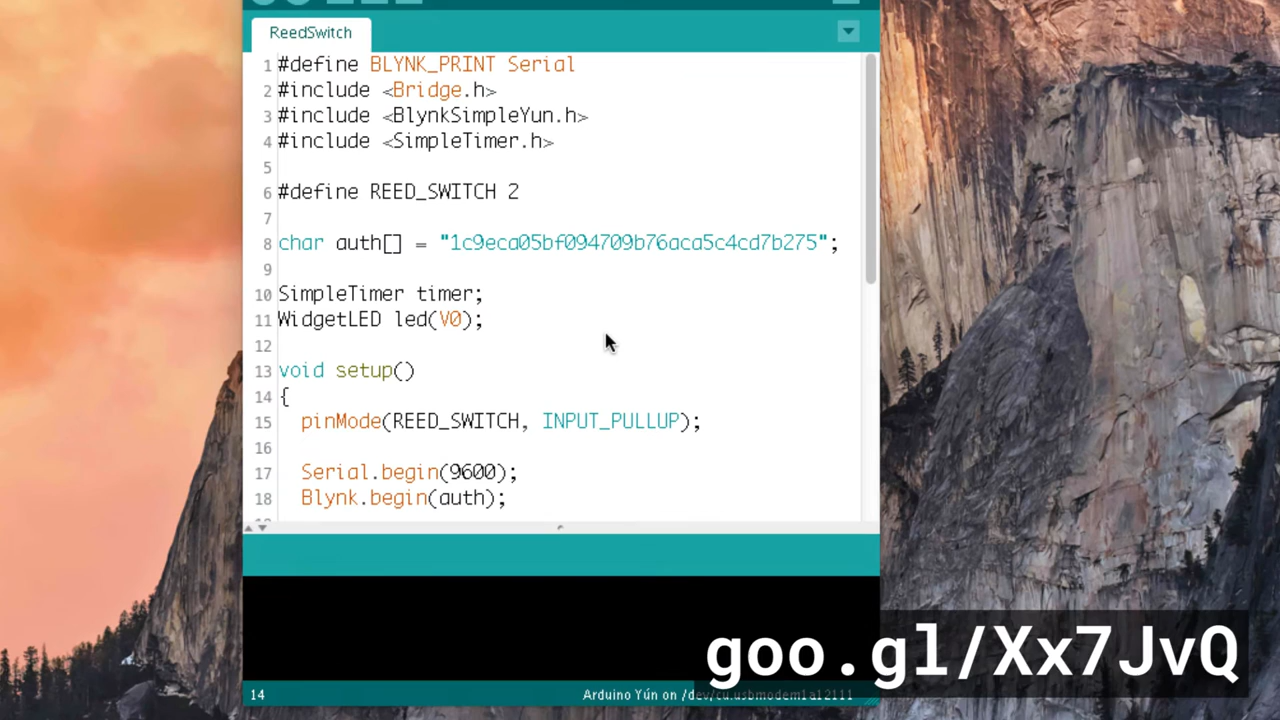 ReedSwitch
1 #define BLYNK_PRINT Serial
2 #include <Bridge.h>
3 #include <BlynkSimpleYun.h>
4 #include <SimpleTimer.h>
5
6 #define REED_SWITCH 2
7
8 char auth[] = "1c9eca05bf094709b76aca5c4cd7b275";
9
10 SimpleTimer timer;
11 WidgetLED led(V0);
12
13 void setup()
14 {
15 pinMode(REED_SWITCH, INPUT_PULLUP);
16
17 Serial.begin(9600);
18 Blynk.begin(auth);
goo.gl/Xx7JvQ
14 Arduino Yún on /dev/cu.usbmodem1a12111